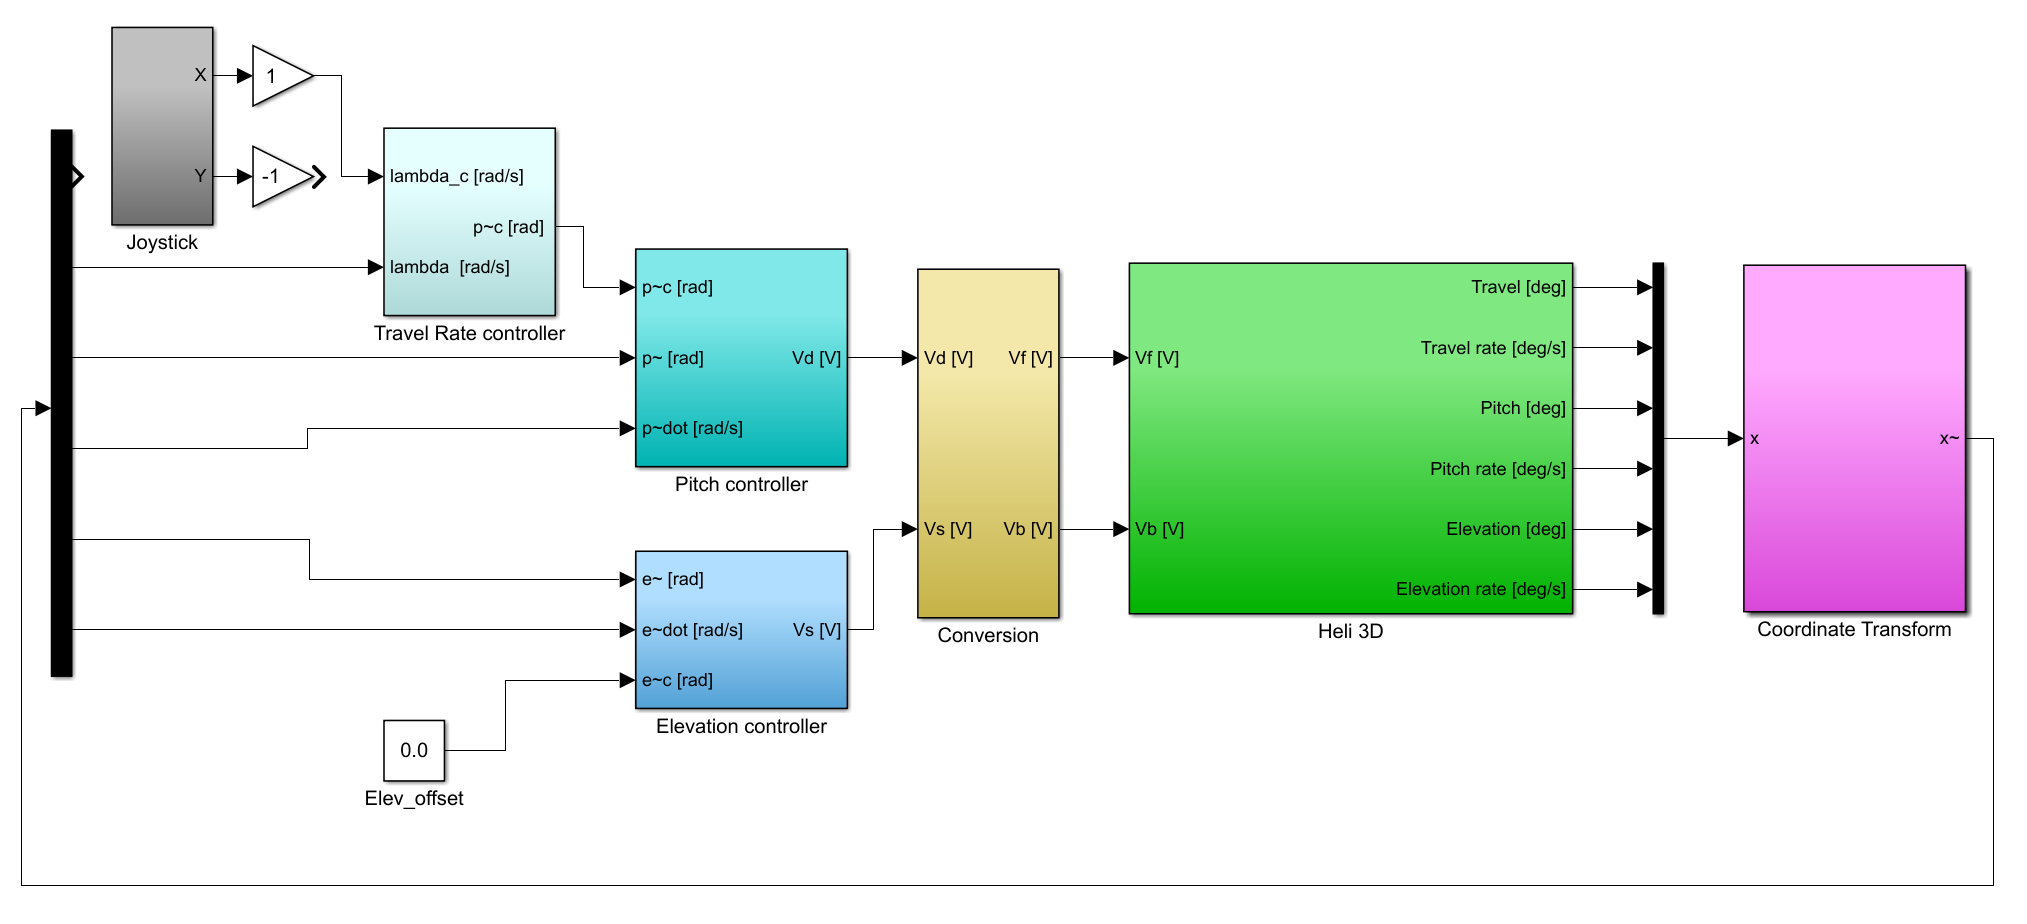 X
Y
Joystick
1
-1
lambda_c [rad/s]
p~c [rad]
lambda  [rad/s]
Travel Rate controller
p~c [rad]
p~ [rad]
Vd [V]
p~dot [rad/s]
Pitch controller
e~ [rad]
e~dot [rad/s]
Vs [V]
e~c [rad]
Elevation controller
0.0
Elev_offset
Vd [V]
Vf [V]
Vs [V]
Vb [V]
Conversion
Vf [V]
Vb [V]
Travel [deg]
Travel rate [deg/s]
Pitch [deg]
Pitch rate [deg/s]
Elevation [deg]
Elevation rate [deg/s]
Heli 3D
x
x~
Coordinate Transform